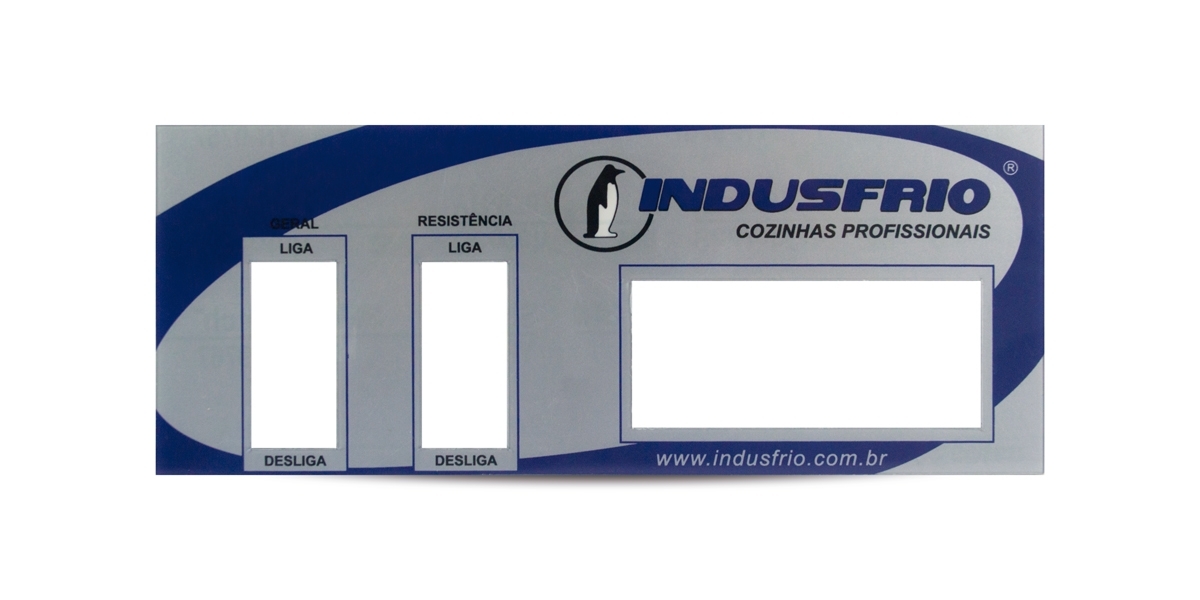 INDUSFRIO ®
COZINHAS PROFISSIONAIS
GERAL
LIGA
DESLIGA
RESISTÊNCIA
LIGA
DESLIGA
www.indusfrio.com.br